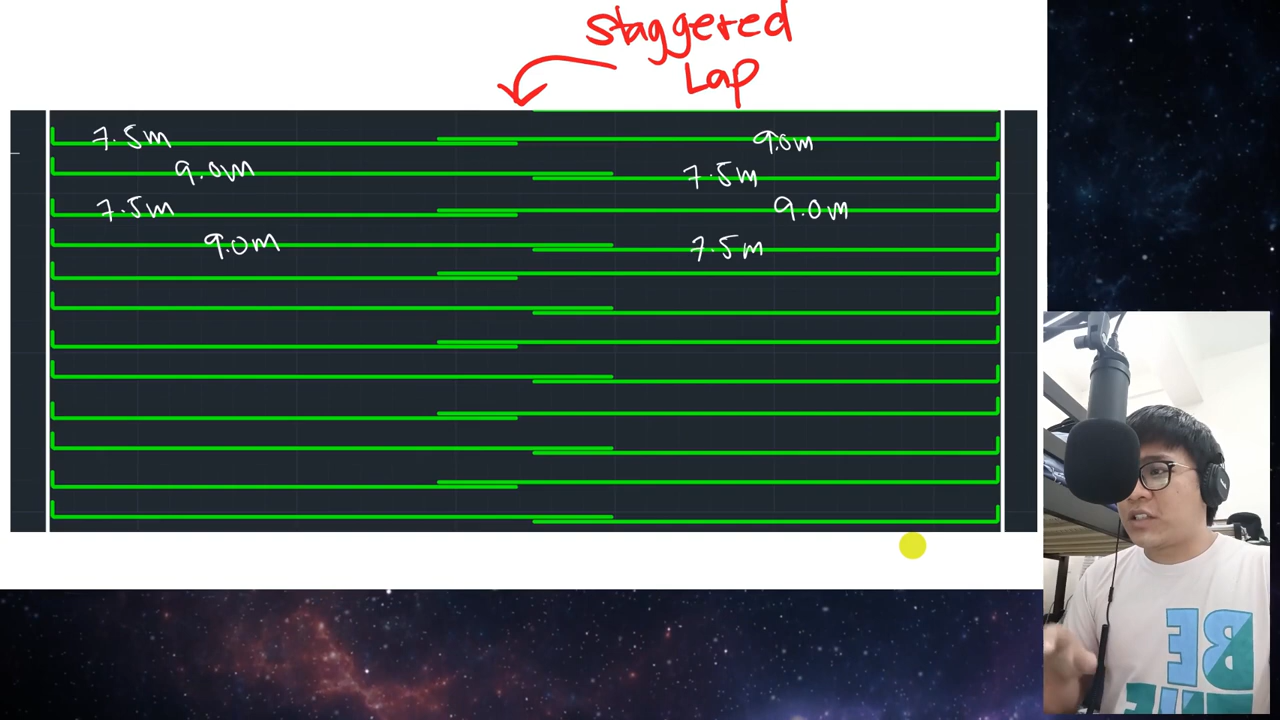 Staggered
Lap
7.5m 9.0m
9.0m 7.5m
7.5m 9.0m
9.0m 7.5m
BE